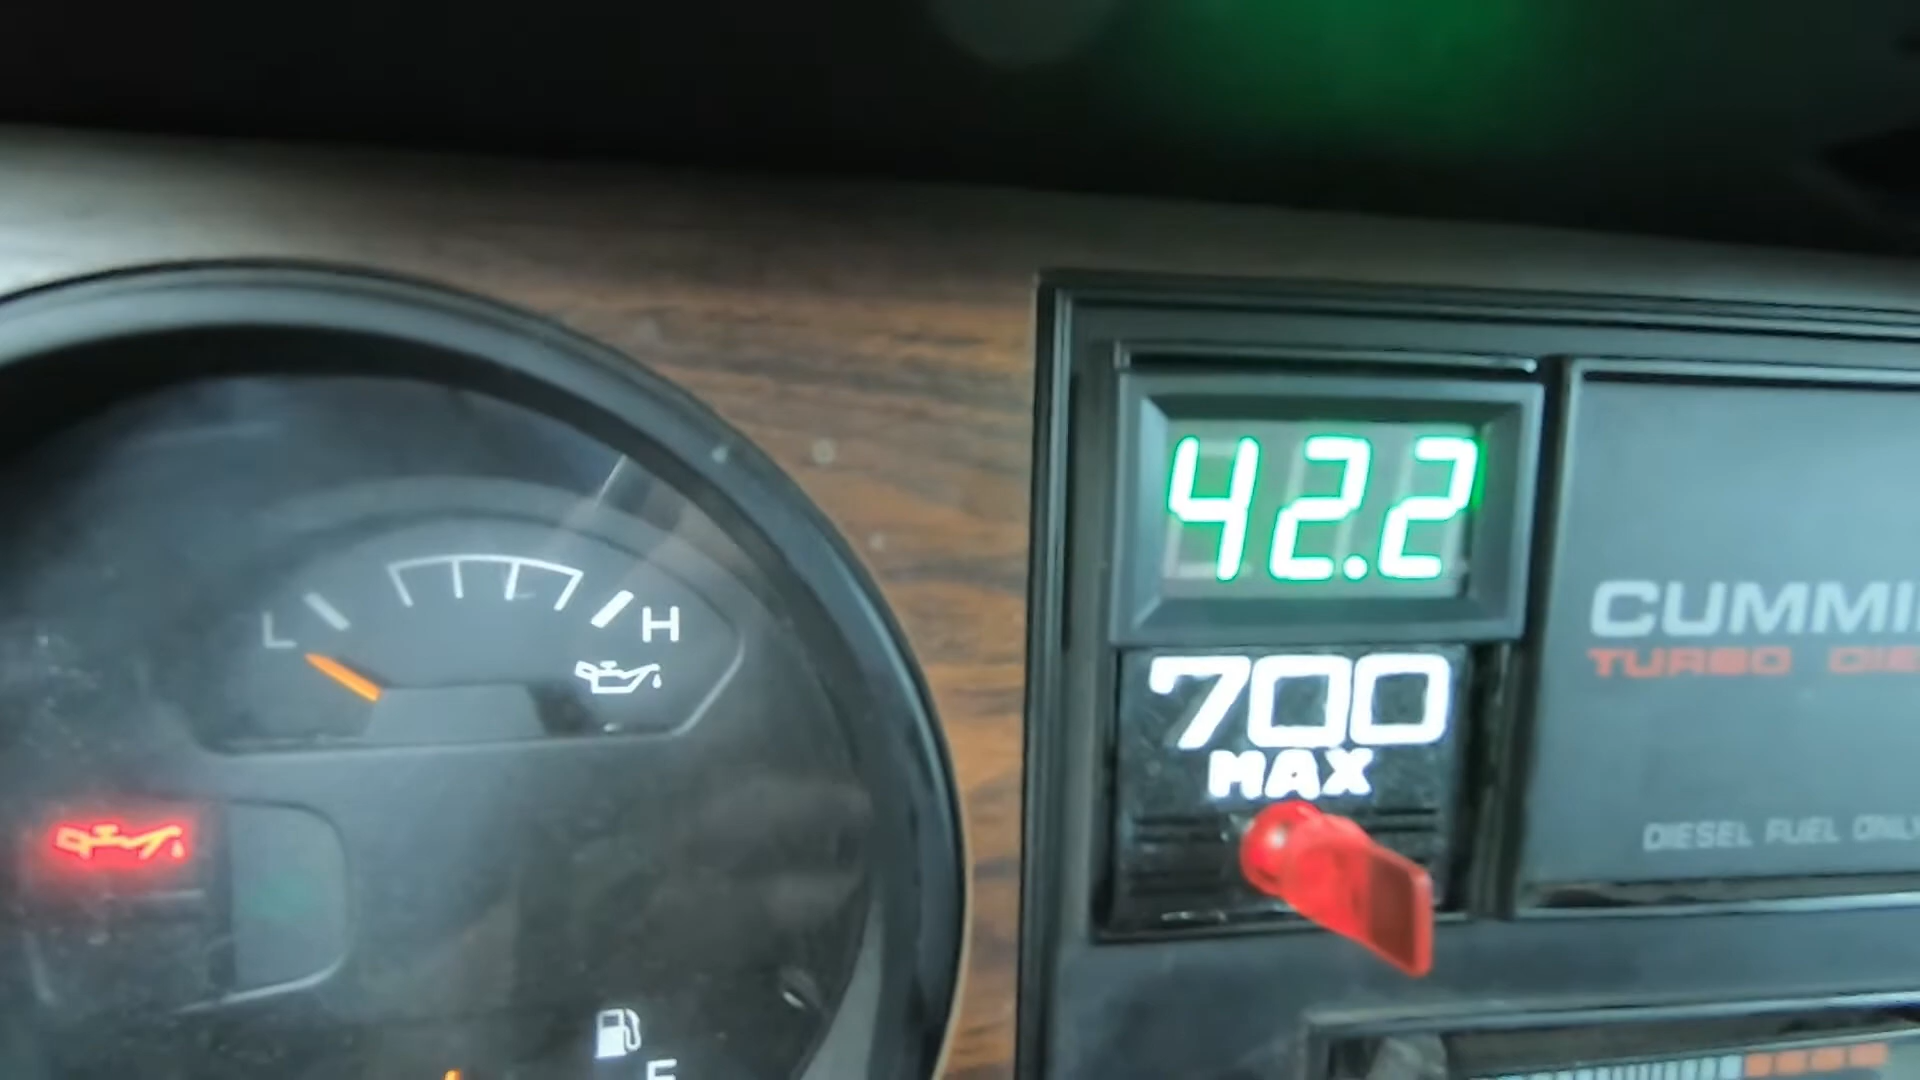 L
H
F
42.2
700
MAX
CUMMI
TURBO DIE
DIESEL FUEL ONLY